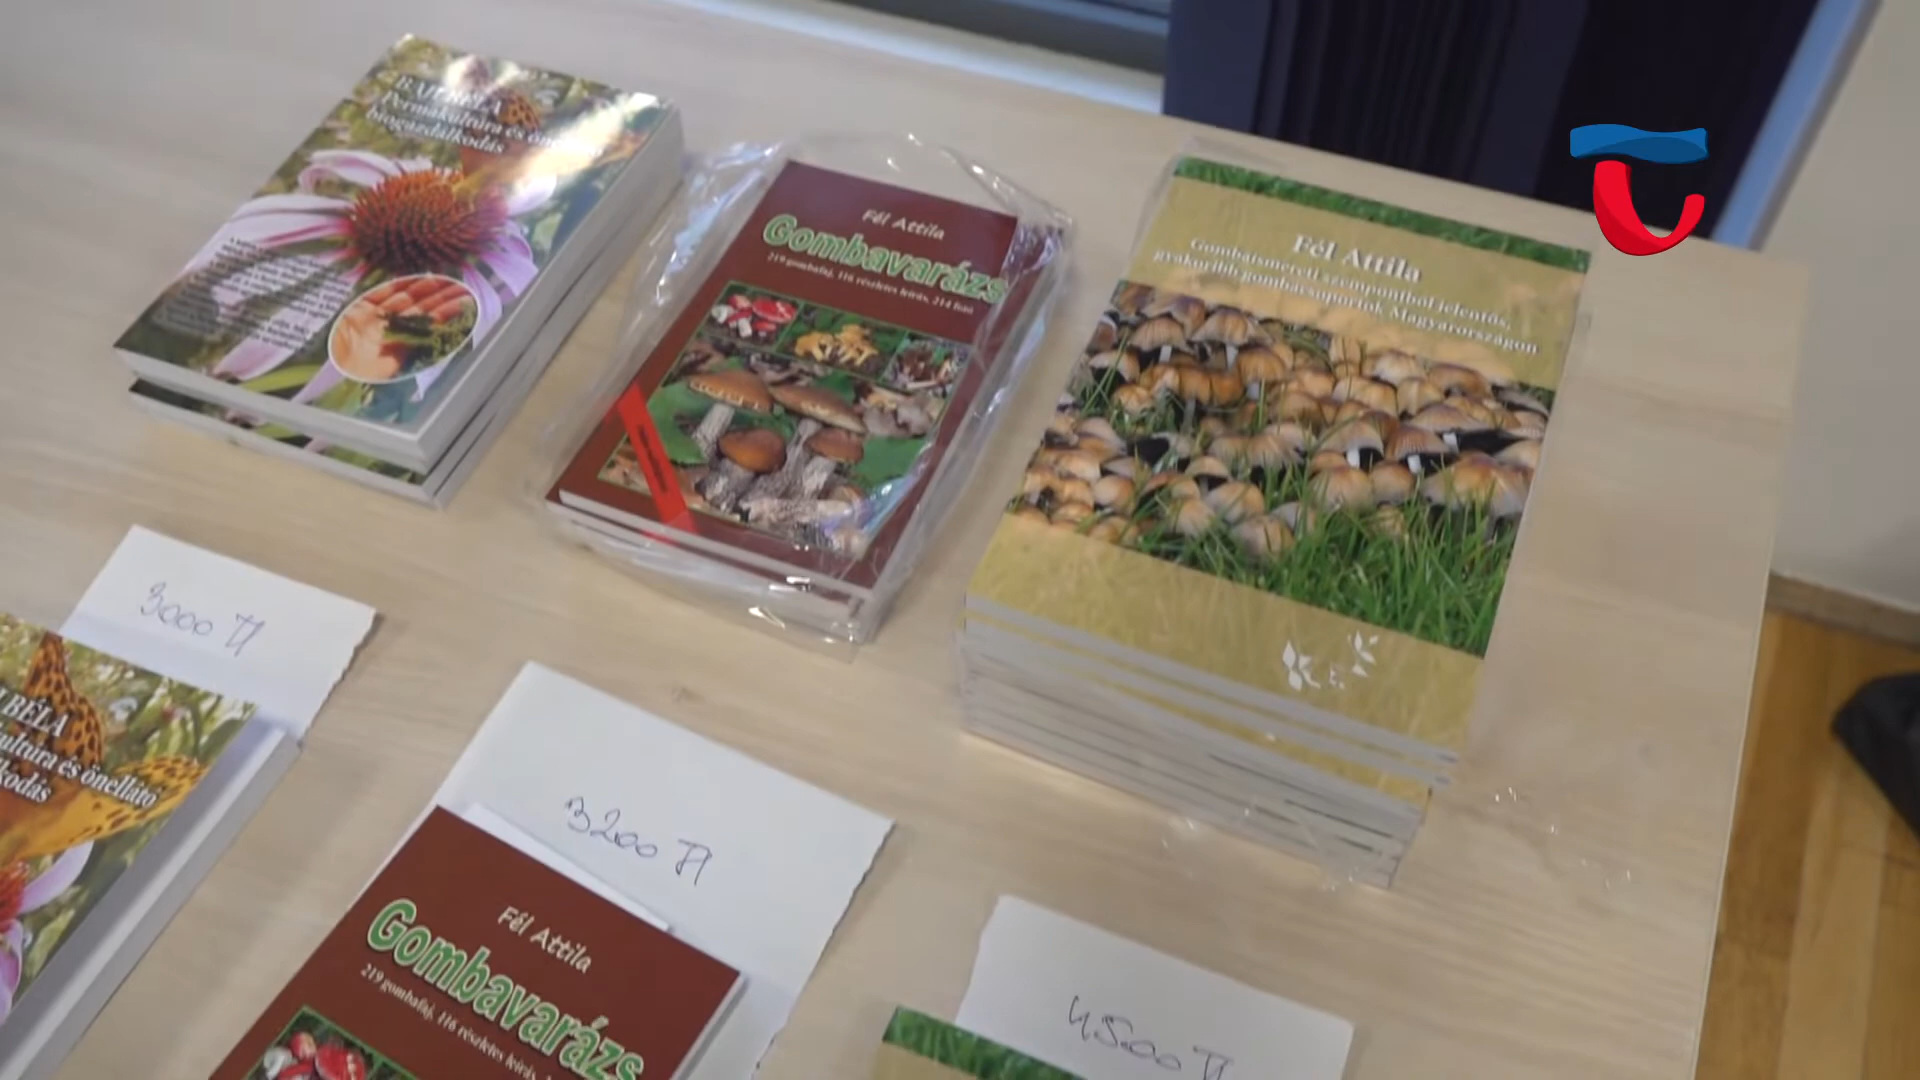 Permakultúra és önellátó
biogazdálkodás
Fél Attila
Gombavarázs
219 gombafaj, 116 részletes leírás, 214 fotó
Fél Attila
Gombaismereti szempontból jelentős,
gyakoribb gombacsoportok Magyarországon
3000 Ft
BÉLA
kultúra és önellátó
kodás
3200 Ft
Fél Attila
Gombavarázs
219 gombafaj, 116 részletes leírás,
4500 Ft